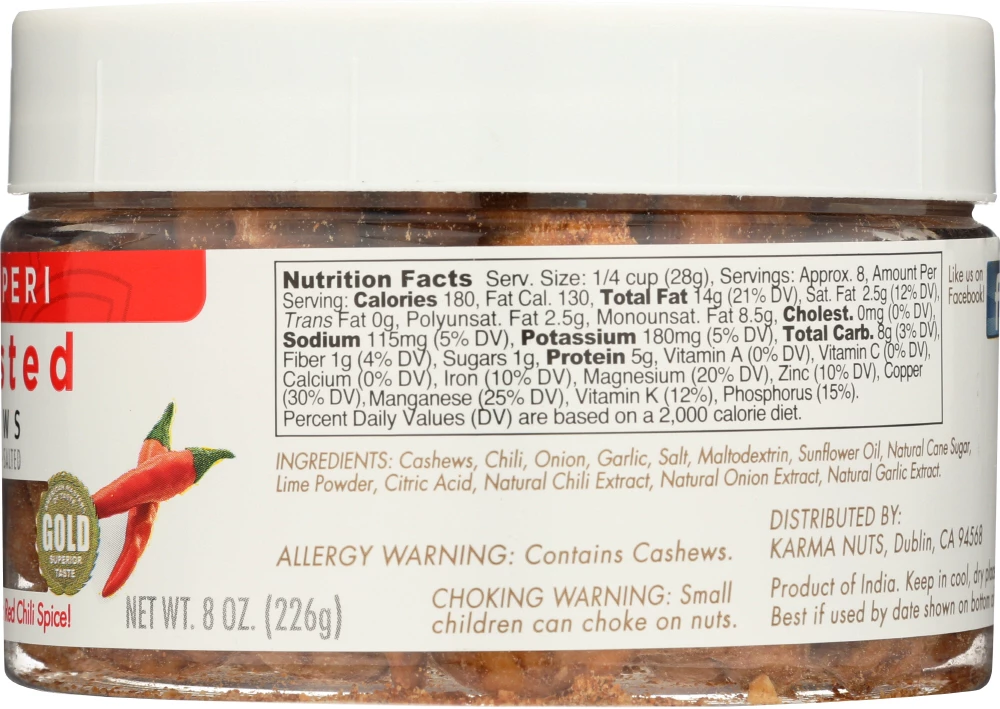 PERI
sted
WS
SALTED
GOLD
SUPERIOR
TASTE
Red Chili Spice!
NET WT. 8 OZ. (226g)
Nutrition Facts Serv. Size: 1/4 cup (28g), Servings: Approx. 8, Amount Per
Serving: Calories 180, Fat Cal. 130, Total Fat 14g (21% DV), Sat. Fat 2.5g (12% DV),
Trans Fat 0g, Polyunsat. Fat 2.5g, Monounsat. Fat 8.5g, Cholest. 0mg (0% DV),
Sodium 115mg (5% DV), Potassium 180mg (5% DV), Total Carb. 8g (3% DV),
Fiber 1g (4% DV), Sugars 1g, Protein 5g, Vitamin A (0% DV), Vitamin C (0% DV),
Calcium (0% DV), Iron (10% DV), Magnesium (20% DV), Zinc (10% DV), Copper
(30% DV), Manganese (25% DV), Vitamin K (12%), Phosphorus (15%).
Percent Daily Values (DV) are based on a 2,000 calorie diet.
Like us on
Facebook!
INGREDIENTS: Cashews, Chili, Onion, Garlic, Salt, Maltodextrin, Sunflower Oil, Natural Cane Sugar,
Lime Powder, Citric Acid, Natural Chili Extract, Natural Onion Extract, Natural Garlic Extract.
ALLERGY WARNING: Contains Cashews.
CHOKING WARNING: Small
children can choke on nuts.
DISTRIBUTED BY:
KARMA NUTS, Dublin, CA 94568
Product of India. Keep in cool, dry
Best if used by date shown on bottom